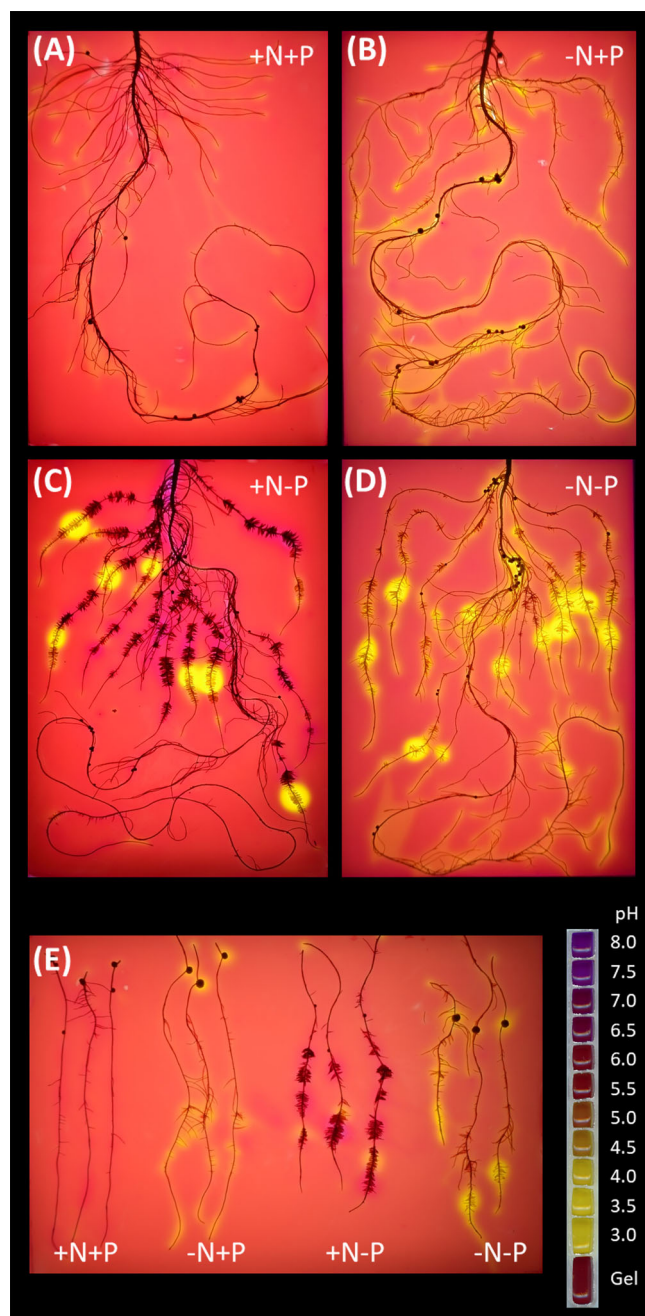 (A)
+N+P
(B)
-N+P
(C)
+N-P
(D)
-N-P
(E)
+N+P
-N+P
+N-P
-N-P
pH
8.0
7.5
7.0
6.5
6.0
5.5
5.0
4.5
4.0
3.5
3.0
Gel